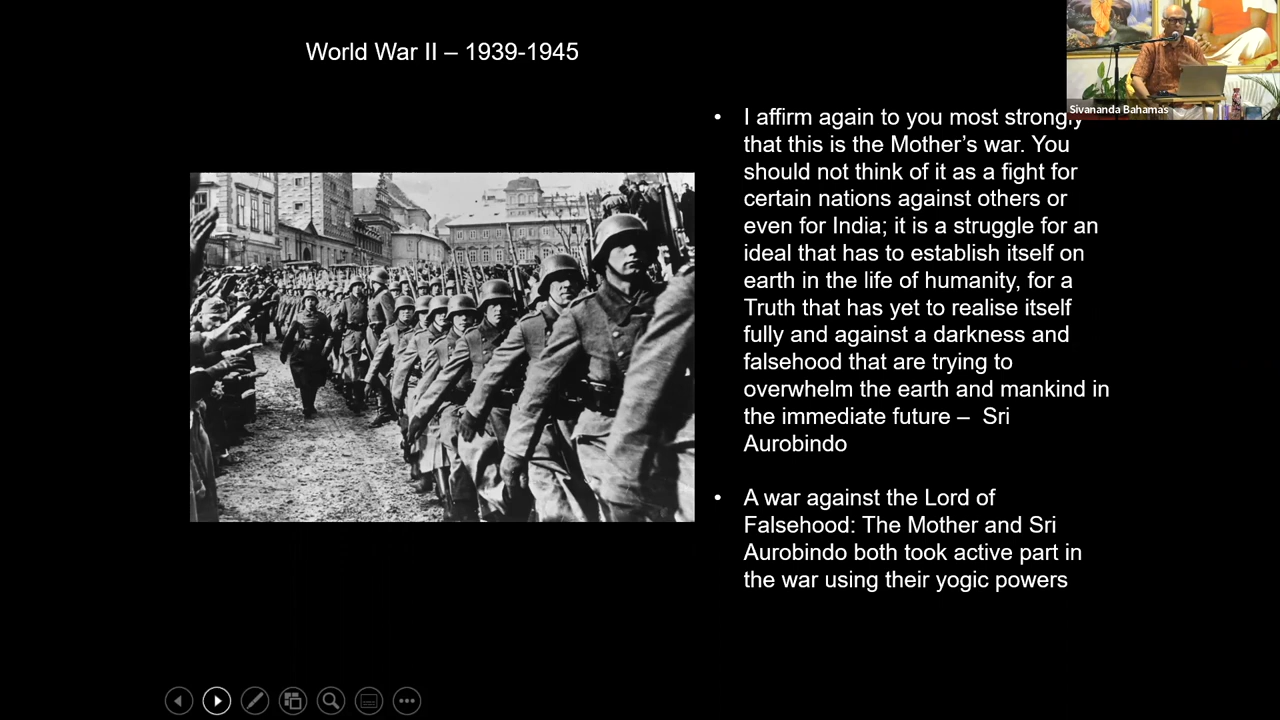 World War II – 1939-1945
Sivananda Bahamas
• I affirm again to you most strongly
that this is the Mother’s war. You
should not think of it as a fight for
certain nations against others or
even for India; it is a struggle for an
ideal that has to establish itself on
earth in the life of humanity, for a
Truth that has yet to realise itself
fully and against a darkness and
falsehood that are trying to
overwhelm the earth and mankind in
the immediate future – Sri
Aurobindo
• A war against the Lord of
Falsehood: The Mother and Sri
Aurobindo both took active part in
the war using their yogic powers